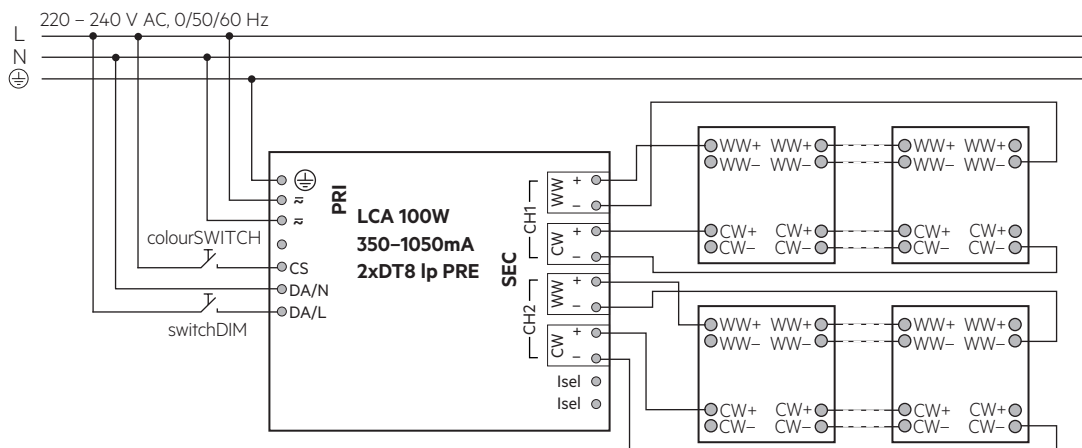 220 – 240 V AC, 0/50/60 Hz
L
N
PRI
LCA 100W
350–1050mA
2xDT8 lp PRE
SEC
colourSWITCH
CS
DA/N
switchDIM
DA/L
CH1
WW
+
–
CW
+
–
CH2
WW
+
–
CW
+
–
Isel
Isel
WW+ WW+ WW+ WW+
WW– WW– WW– WW–
CW+ CW+ CW+ CW+
CW– CW– CW– CW–
WW+ WW+ WW+ WW+
WW– WW– WW– WW–
CW+ CW+ CW+ CW+
CW– CW– CW– CW–